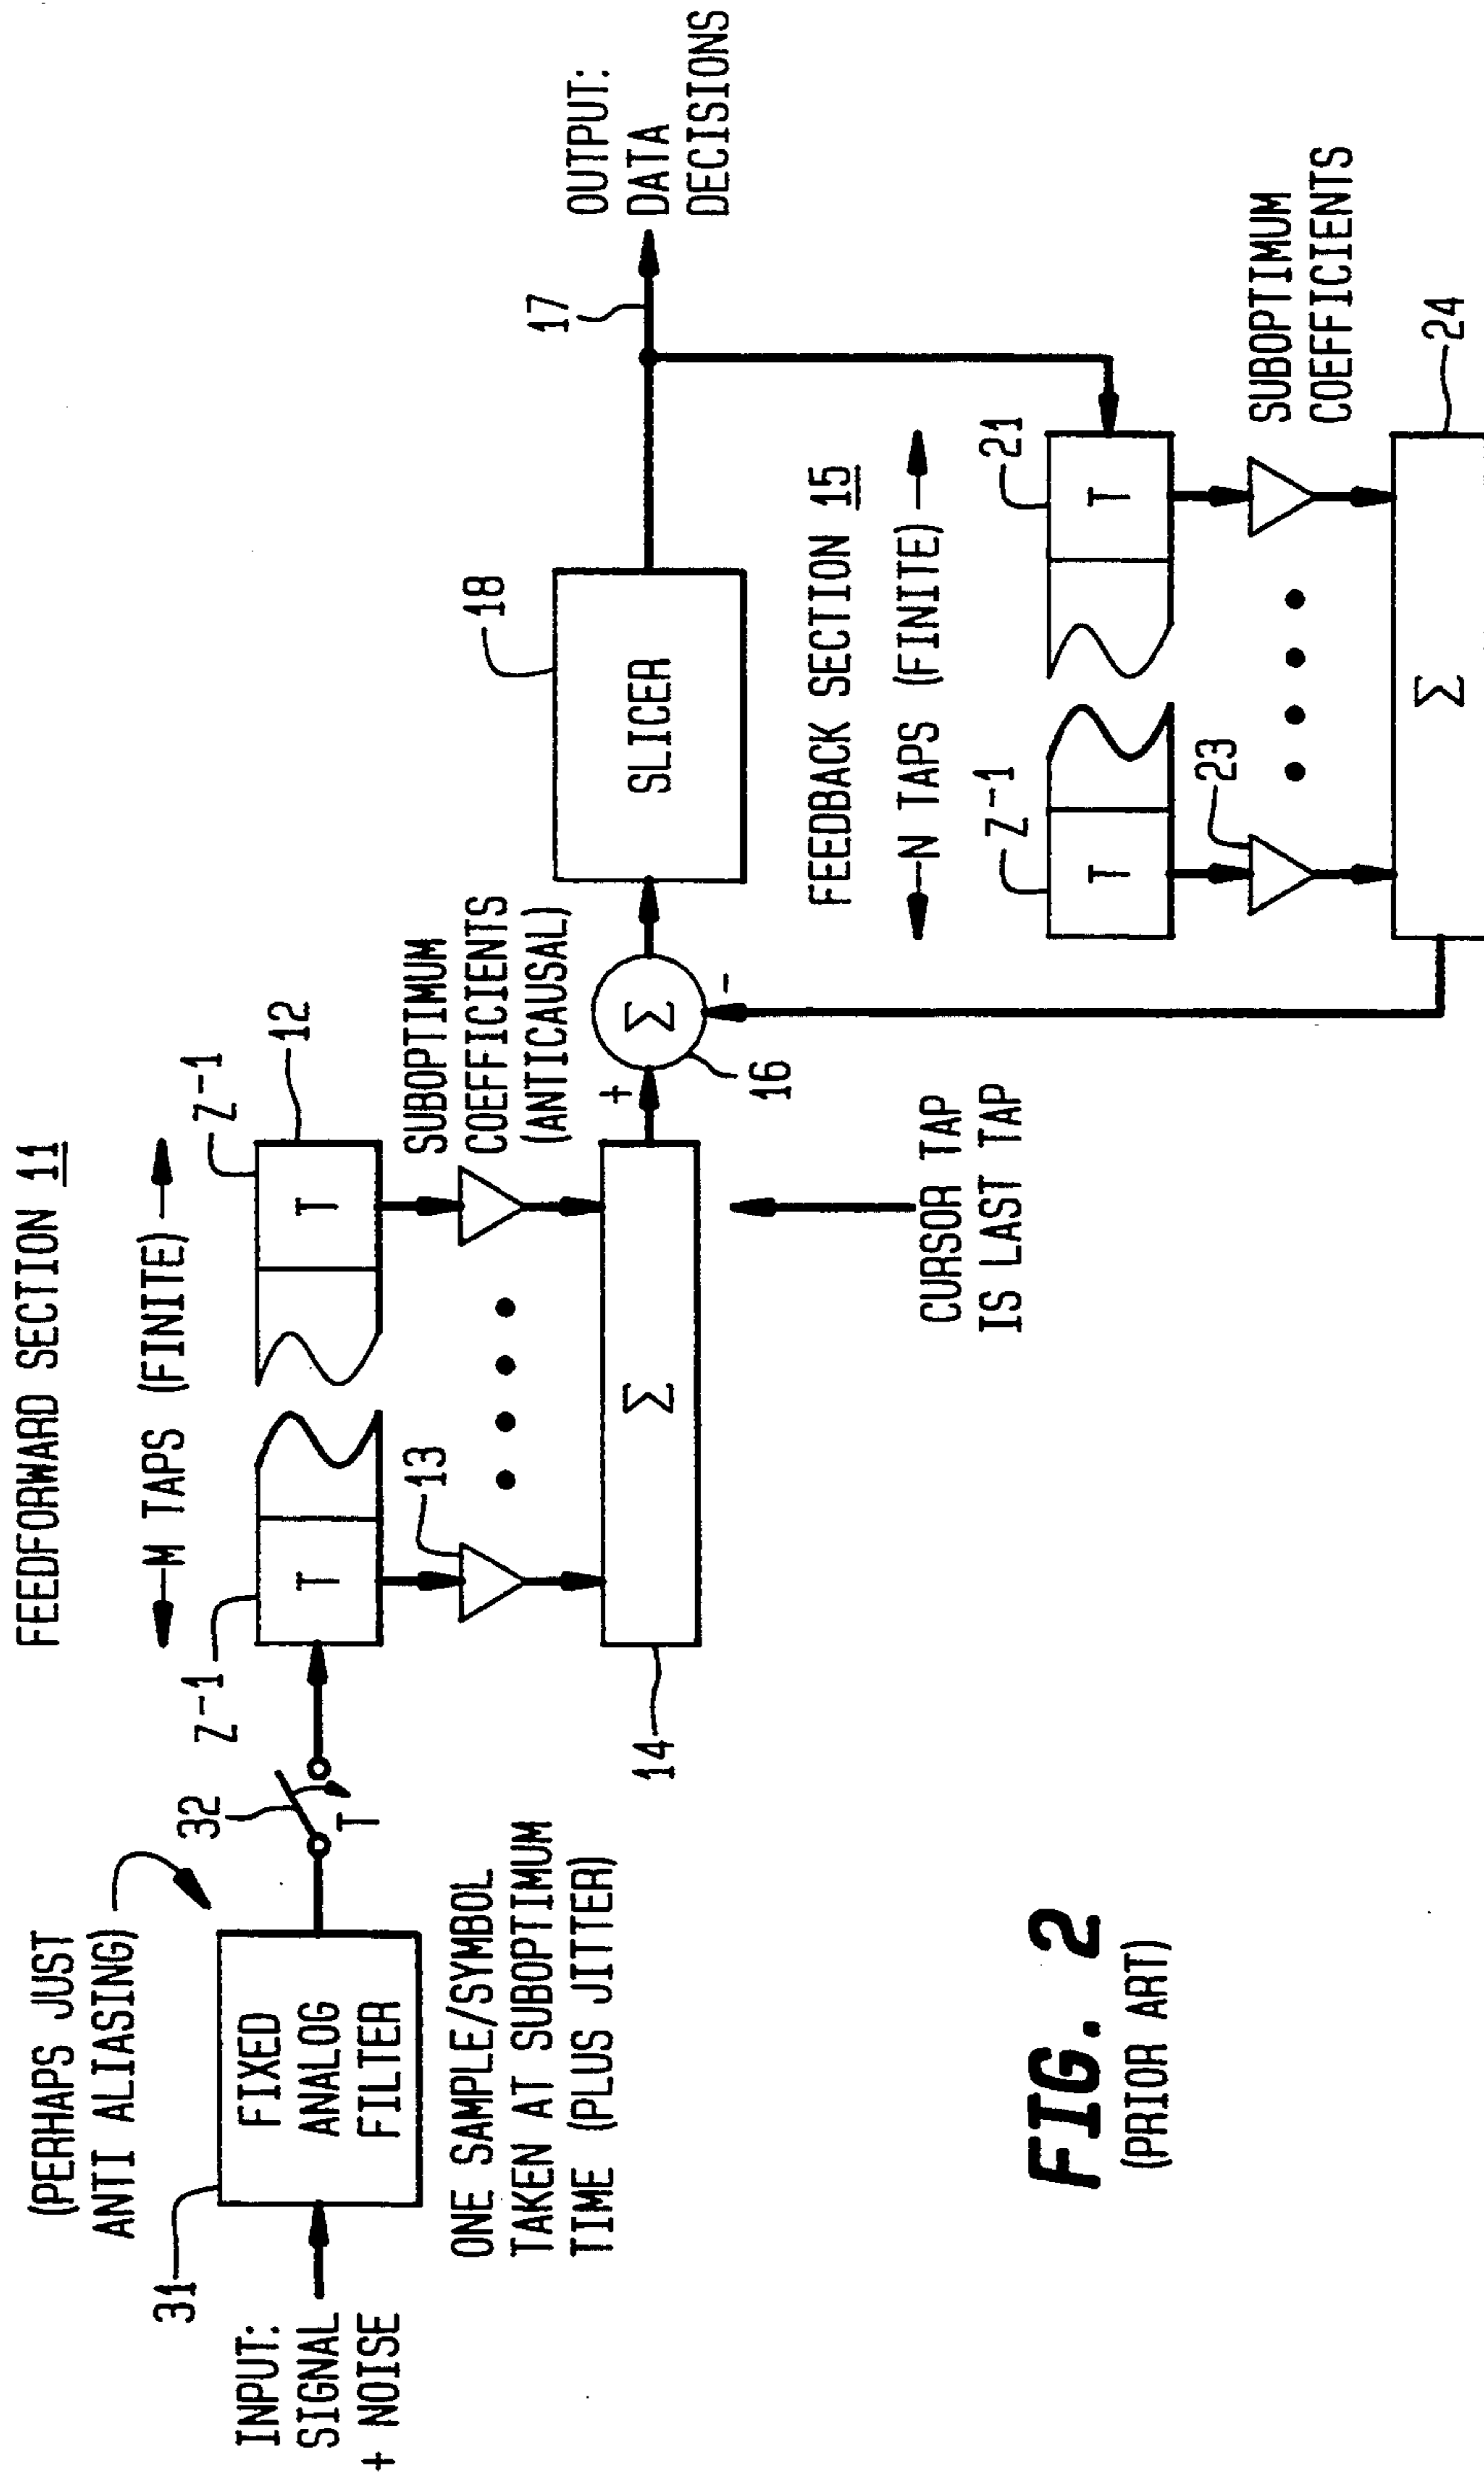 FEEDFORWARD SECTION 11
(PERHAPS JUST
ANTI ALIASING)
M TAPS (FINITE)
31
32
Z-1
Z-1
12
INPUT:
SIGNAL
+ NOISE
FIXED
ANALOG
FILTER
T
T
T
ONE SAMPLE/SYMBOL
TAKEN AT SUBOPTIMUM
TIME (PLUS JITTER)
13
SUBOPTIMUM
COEFFICIENTS
(ANTICAUSAL)
14
Σ
+
Σ
-
16
18
SLICER
17
OUTPUT:
DATA
DECISIONS
CURSOR TAP
IS LAST TAP
FEEDBACK SECTION 15
N TAPS (FINITE)
Z-1
21
T
T
23
SUBOPTIMUM
COEFFICIENTS
24
Σ
FIG. 2
(PRIOR ART)